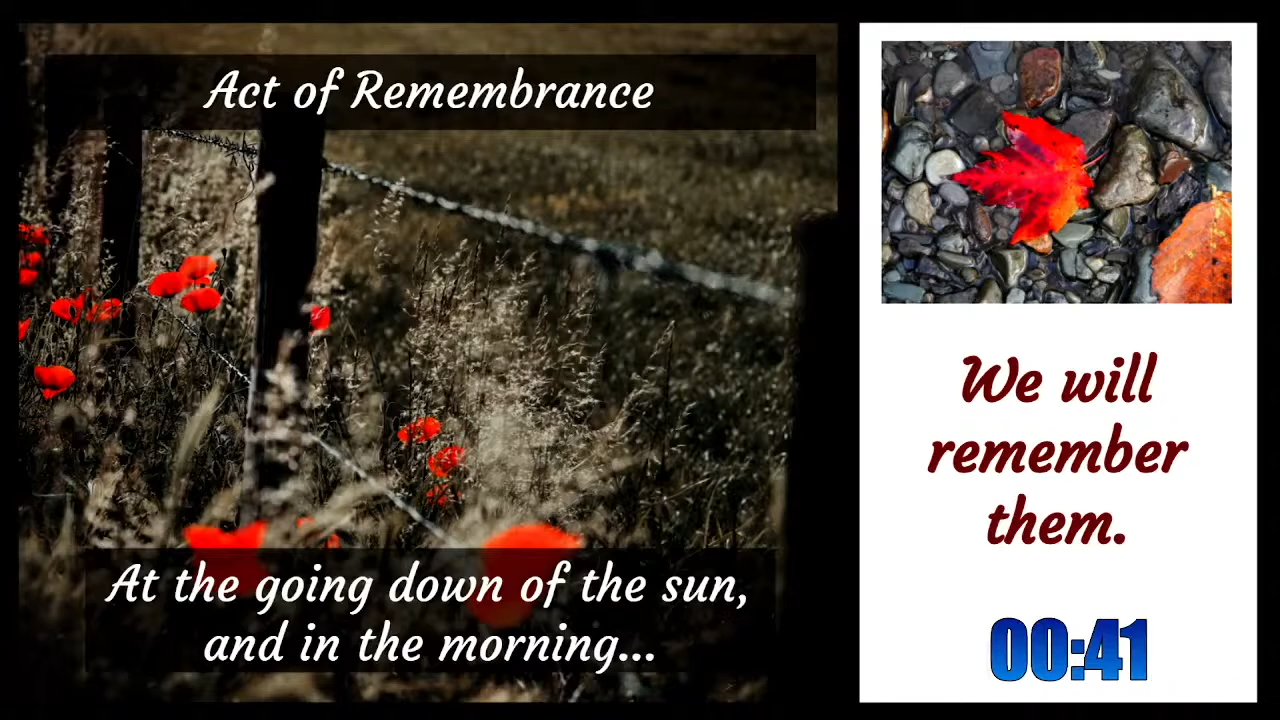 Act of Remembrance
At the going down of the sun,
and in the morning...
We will
remember
them.
00:41